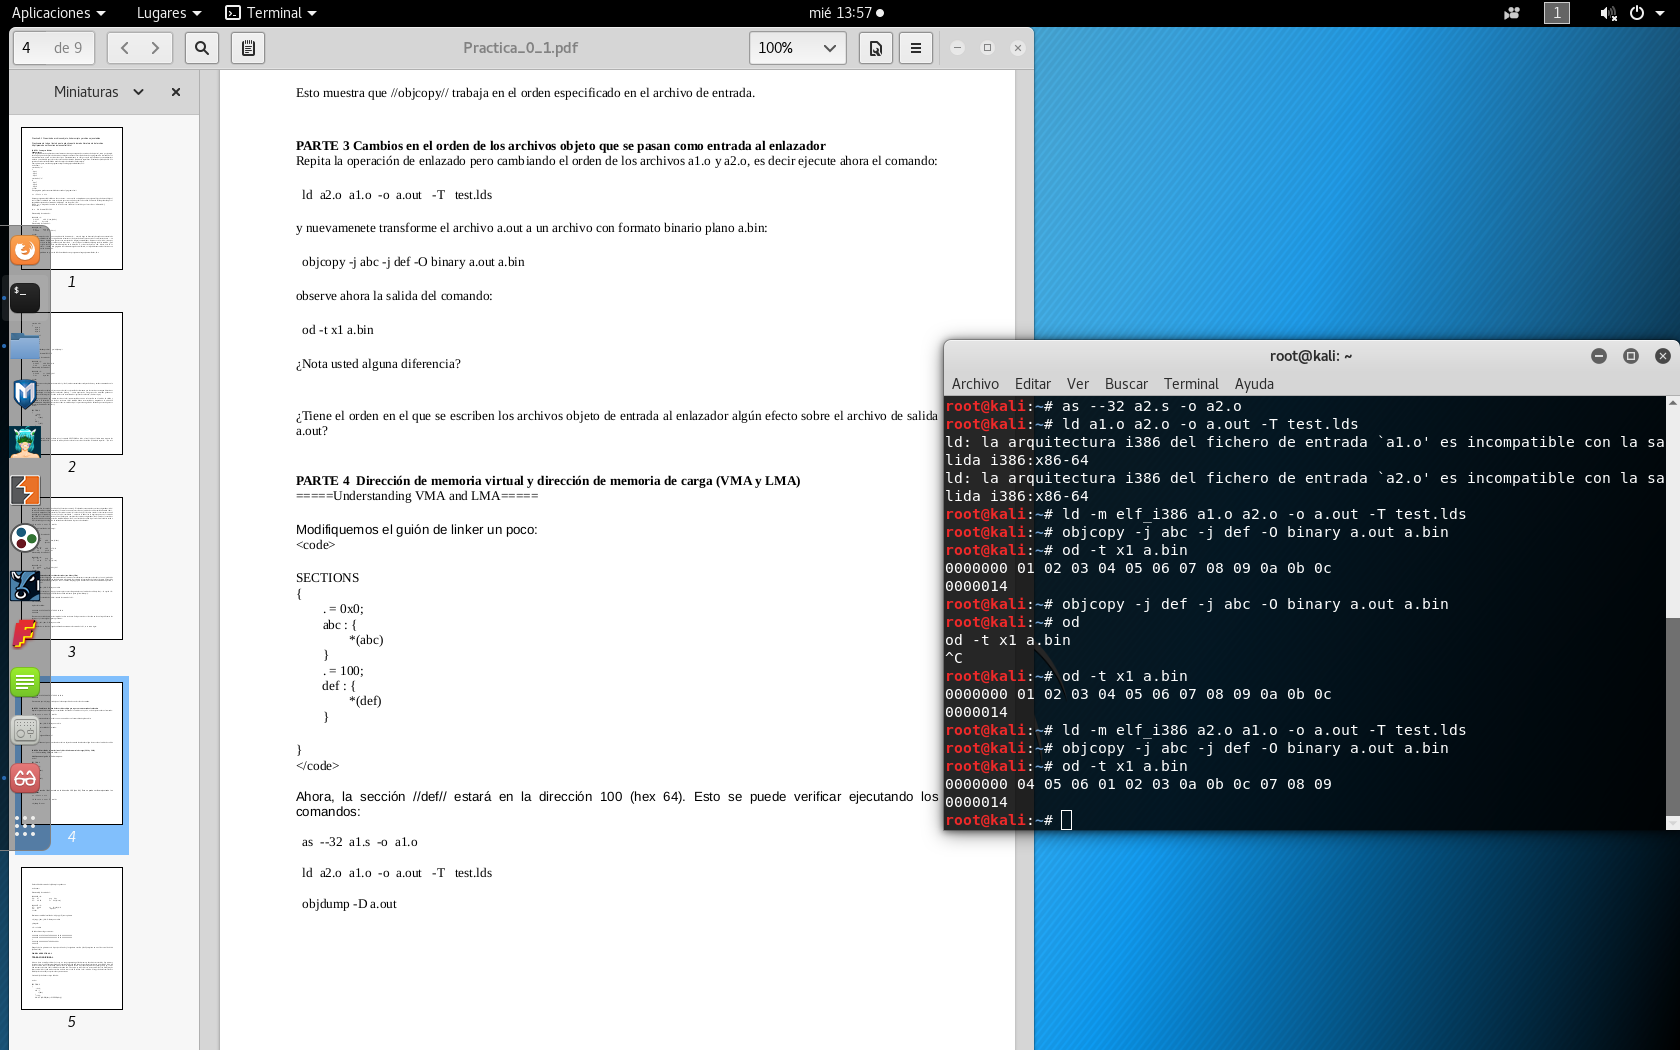 Aplicaciones
Lugares
Terminal
mié 13:57
1
4
de 9
Practica_0_1.pdf
100%
Miniaturas
1
2
3
4
5
Esto muestra que //objcopy// trabaja en el orden especificado en el archivo de entrada.
PARTE 3 Cambios en el orden de los archivos objeto que se pasan como entrada al enlazador
Repita la operación de enlazado pero cambiando el orden de los archivos a1.o y a2.o, es decir ejecute ahora el comando:
ld a2.o a1.o -o a.out -T test.lds
y nuevamenete transforme el archivo a.out a un archivo con formato binario plano a.bin:
objcopy -j abc -j def -O binary a.out a.bin
observe ahora la salida del comando:
od -t x1 a.bin
¿Nota usted alguna diferencia?
¿Tiene el orden en el que se escriben los archivos objeto de entrada al enlazador algún efecto sobre el archivo de salida
a.out?
PARTE 4 Dirección de memoria virtual y dirección de memoria de carga (VMA y LMA)
=====Understanding VMA and LMA=====
Modifiquemos el guión de linker un poco:
<code>
SECTIONS
{
. = 0x0;
abc : {
*(abc)
}
. = 100;
def : {
*(def)
}
}
</code>
Ahora, la sección //def// estará en la dirección 100 (hex 64). Esto se puede verificar ejecutando los
comandos:
as --32 a1.s -o a1.o
ld a2.o a1.o -o a.out -T test.lds
objdump -D a.out
root@kali: ~
Archivo Editar Ver Buscar Terminal Ayuda
root@kali:~# as --32 a2.s -o a2.o
root@kali:~# ld a1.o a2.o -o a.out -T test.lds
ld: la arquitectura i386 del fichero de entrada `a1.o' es incompatible con la sa
lida i386:x86-64
ld: la arquitectura i386 del fichero de entrada `a2.o' es incompatible con la sa
lida i386:x86-64
root@kali:~# ld -m elf_i386 a1.o a2.o -o a.out -T test.lds
root@kali:~# objcopy -j abc -j def -O binary a.out a.bin
root@kali:~# od -t x1 a.bin
0000000 01 02 03 04 05 06 07 08 09 0a 0b 0c
0000014
root@kali:~# objcopy -j def -j abc -O binary a.out a.bin
root@kali:~# od
od -t x1 a.bin
^C
root@kali:~# od -t x1 a.bin
0000000 01 02 03 04 05 06 07 08 09 0a 0b 0c
0000014
root@kali:~# ld -m elf_i386 a2.o a1.o -o a.out -T test.lds
root@kali:~# objcopy -j abc -j def -O binary a.out a.bin
root@kali:~# od -t x1 a.bin
0000000 04 05 06 01 02 03 0a 0b 0c 07 08 09
0000014
root@kali:~#